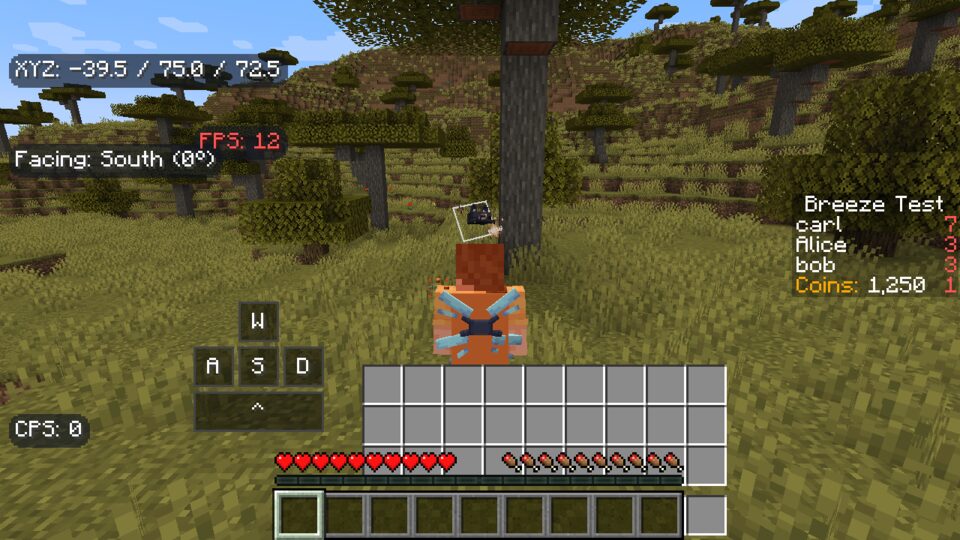 XYZ: -39.5 / 75.0 / 72.5
FPS: 12
Facing: South (0°)
Breeze Test
carl 7
Alice 3
bob 3
Coins: 1,250 1
W
A S D
^
CPS: 0